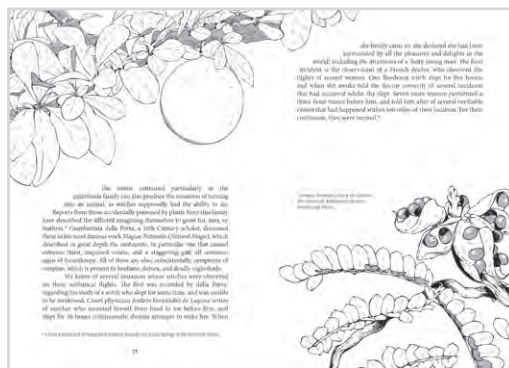 The toxins contained particularly in the
nightshade family can also produce the sensation of turning
into an animal, as witches supposedly had the ability to do.
Reports from those accidentally poisoned by plants from this family
have described the afflicted imagining themselves to grow fur, ears, or
feathers. Giambattista della Porta, a 16th Century scholar, discussed
these in his most famous work Magiae Naturalis (Natural Magic), which
described in great depth the ointments, in particular one that caused
extreme thirst, impaired vision, and a staggering gait: all common
signs of lycanthropy. All of these are also, coincidentally, symptoms of
atropine, which is present in henbane, datura, and deadly nightshade.
We know of several instances where witches were observed
on these sabbatical flights. The first was recorded by della Porta,
regarding his study of a witch who slept for some time, and was unable
to be awakened. Court physician Andrés Fernández de Laguna writes
of another who anointed herself from head to toe before him, and
slept for 36 hours continuously, despite attempts to wake her. When
77
she finally came to, she declared she had been
surrounded by all the pleasures and delights in the
world, including the attentions of a lusty young man. The final
incident is the observation of a French doctor, who observed the
flights of several women. One Bordeaux witch slept for five hours,
and when she awoke told the doctor correctly of several incidents
that had occurred whilst she slept. Seven more women performed a
three-hour trance before him, and told him after of several verifiable
events that had happened within ten miles of their location. For their
confession, they were burned.